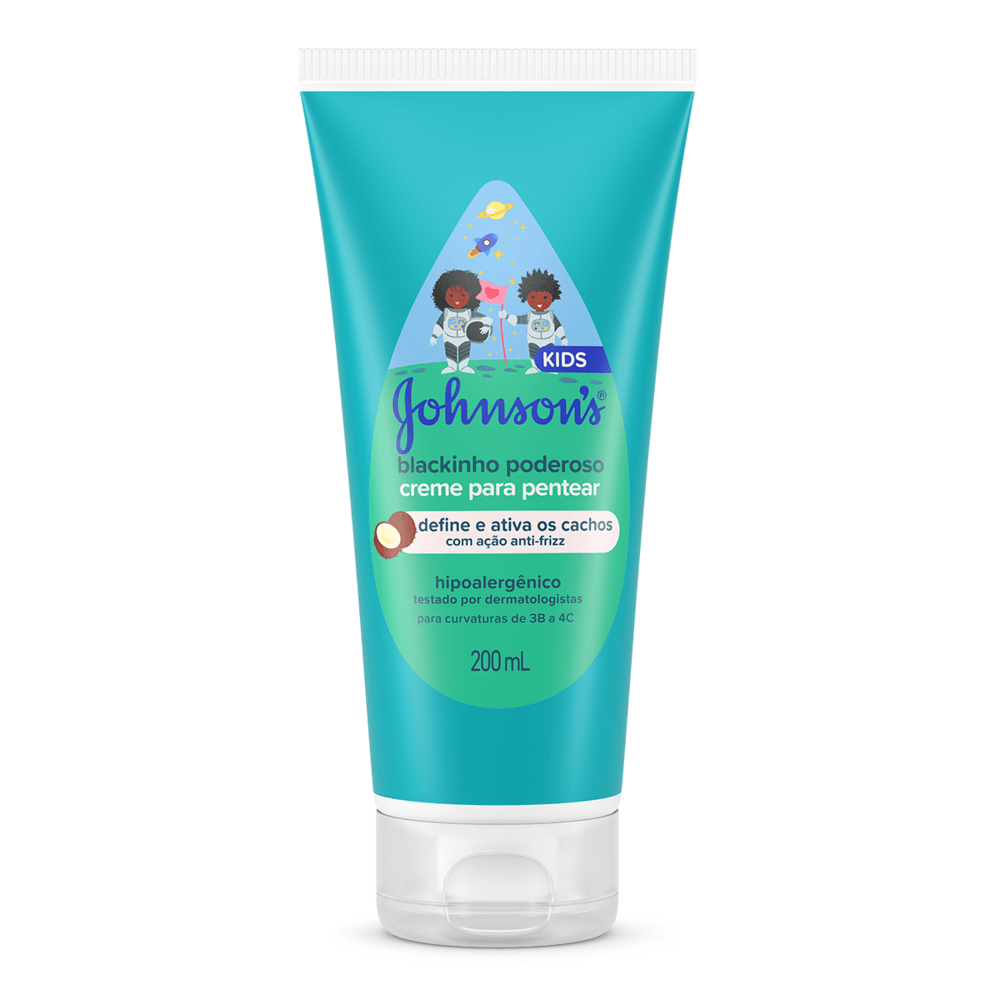 KIDS
Johnson's®
blackinho poderoso
creme para pentear
define e ativa os cachos
com ação anti-frizz
hipoalergênico
testado por dermatologistas
para curvaturas de 3B a 4C
200 mL